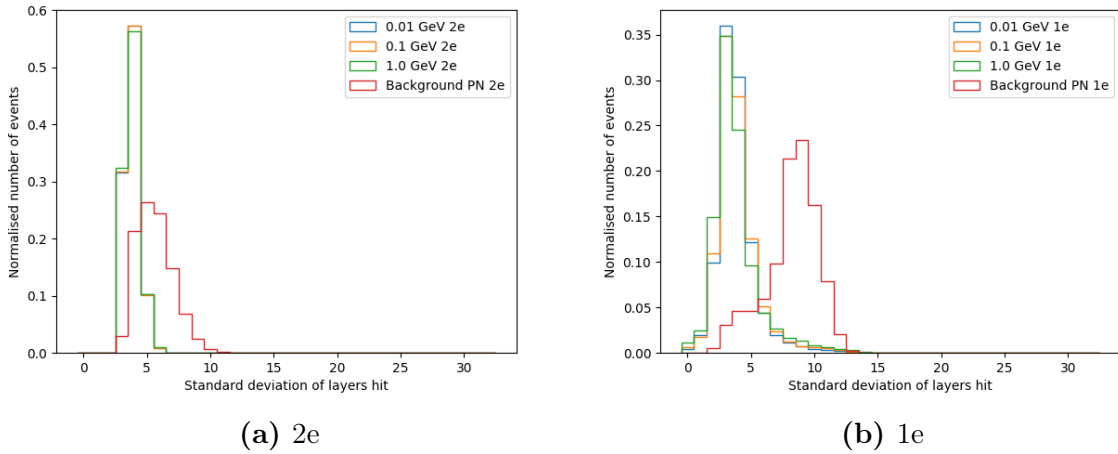 0.6
0.5
0.4
0.3
0.2
0.1
0.0
Normalised number of events
0.01 GeV 2e
0.1 GeV 2e
1.0 GeV 2e
Background PN 2e
0 5 10 15 20 25 30
Standard deviation of layers hit
(a) 2e
0.35
0.30
0.25
0.20
0.15
0.10
0.05
0.00
Normalised number of events
0.01 GeV 1e
0.1 GeV 1e
1.0 GeV 1e
Background PN 1e
0 5 10 15 20 25 30
Standard deviation of layers hit
(b) 1e